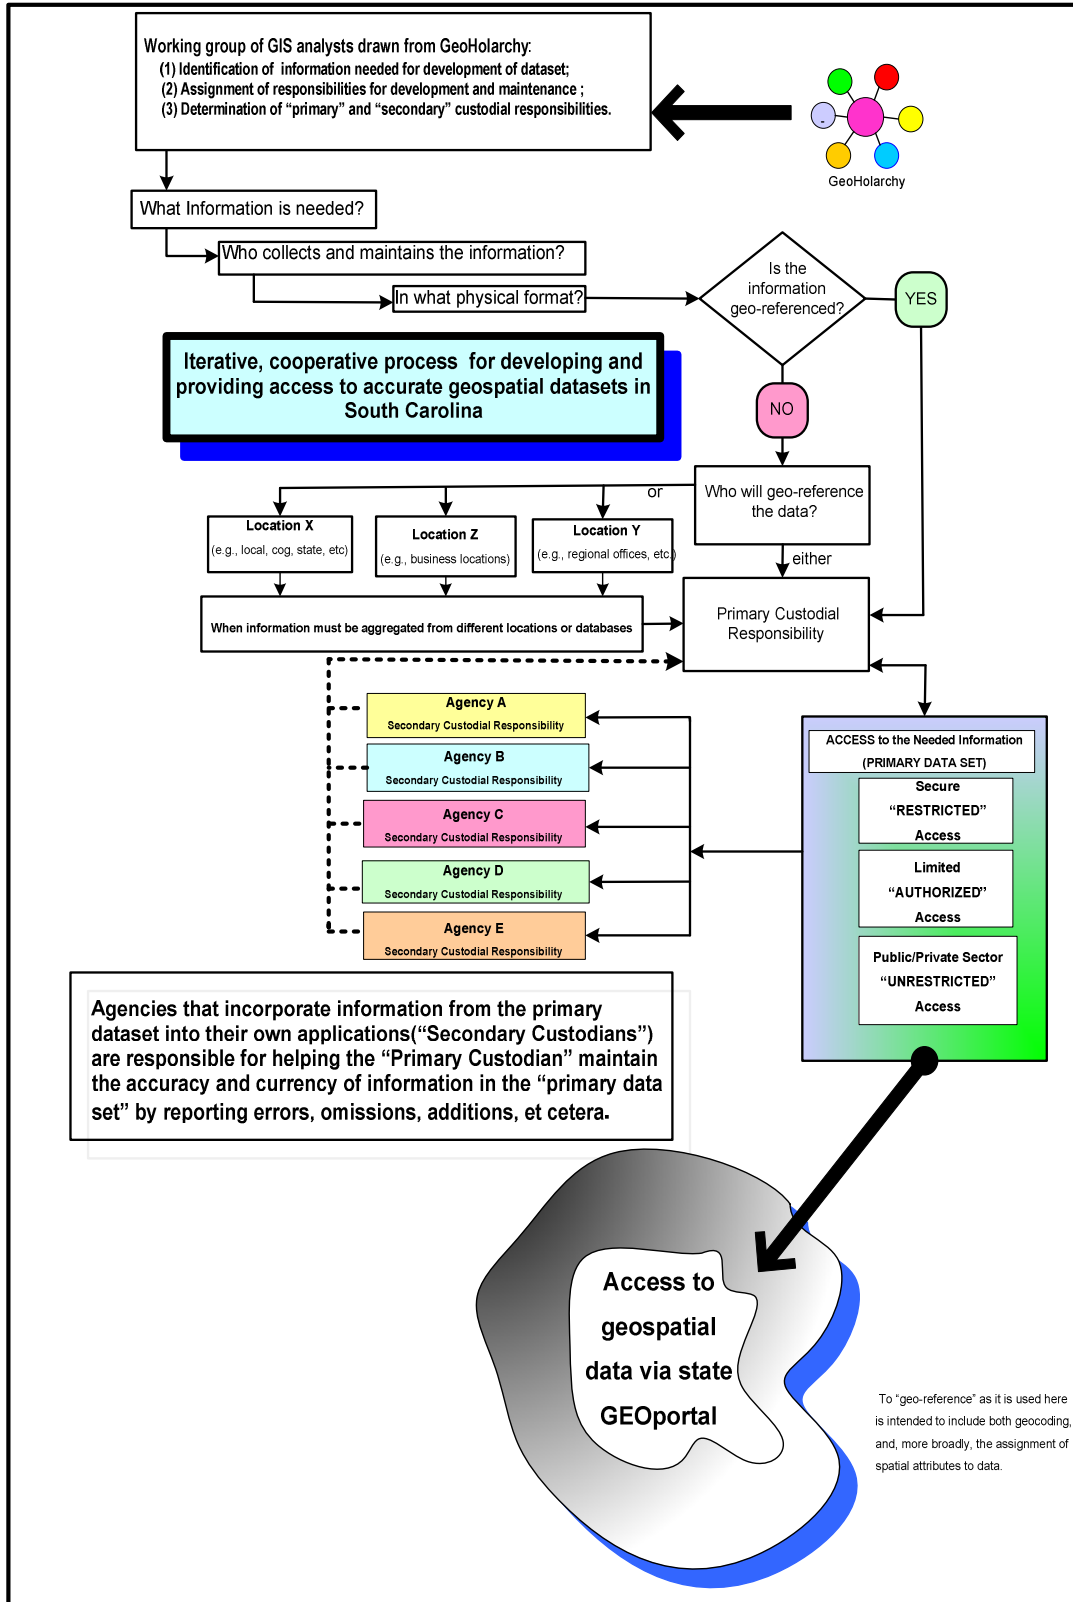 Working group of GIS analysts drawn from GeoHolarchy:
(1) Identification of information needed for development of dataset;
(2) Assignment of responsibilities for development and maintenance ;
(3) Determination of “primary” and “secondary” custodial responsibilities.
GeoHolarchy
What Information is needed?
Who collects and maintains the information?
In what physical format?
Is the
information
geo-referenced?
YES
NO
Iterative, cooperative process for developing and
providing access to accurate geospatial datasets in
South Carolina
Who will geo-reference
the data?
or
either
Location X
(e.g., local, cog, state, etc)
Location Z
(e.g., business locations)
Location Y
(e.g., regional offices, etc.)
When information must be aggregated from different locations or databases
Primary Custodial
Responsibility
Agency A
Secondary Custodial Responsibility
Agency B
Secondary Custodial Responsibility
Agency C
Secondary Custodial Responsibility
Agency D
Secondary Custodial Responsibility
Agency E
Secondary Custodial Responsibility
ACCESS to the Needed Information
(PRIMARY DATA SET)
Secure
“RESTRICTED”
Access
Limited
“AUTHORIZED”
Access
Public/Private Sector
“UNRESTRICTED”
Access
Agencies that incorporate information from the primary
dataset into their own applications(“Secondary Custodians”)
are responsible for helping the “Primary Custodian” maintain
the accuracy and currency of information in the “primary data
set” by reporting errors, omissions, additions, et cetera.
Access to
geospatial
data via state
GEOportal
To “geo-reference” as it is used here
is intended to include both geocoding,
and, more broadly, the assignment of
spatial attributes to data.